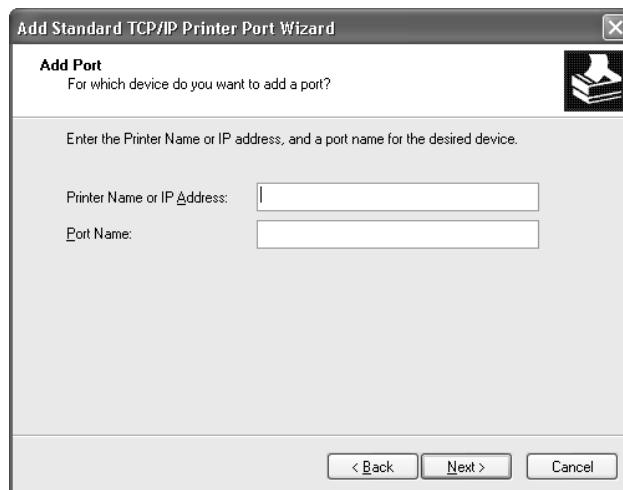 Add Standard TCP/IP Printer Port Wizard
Add Port
For which device do you want to add a port?
Enter the Printer Name or IP address, and a port name for the desired device.
Printer Name or IP Address:
Port Name:
< Back Next > Cancel